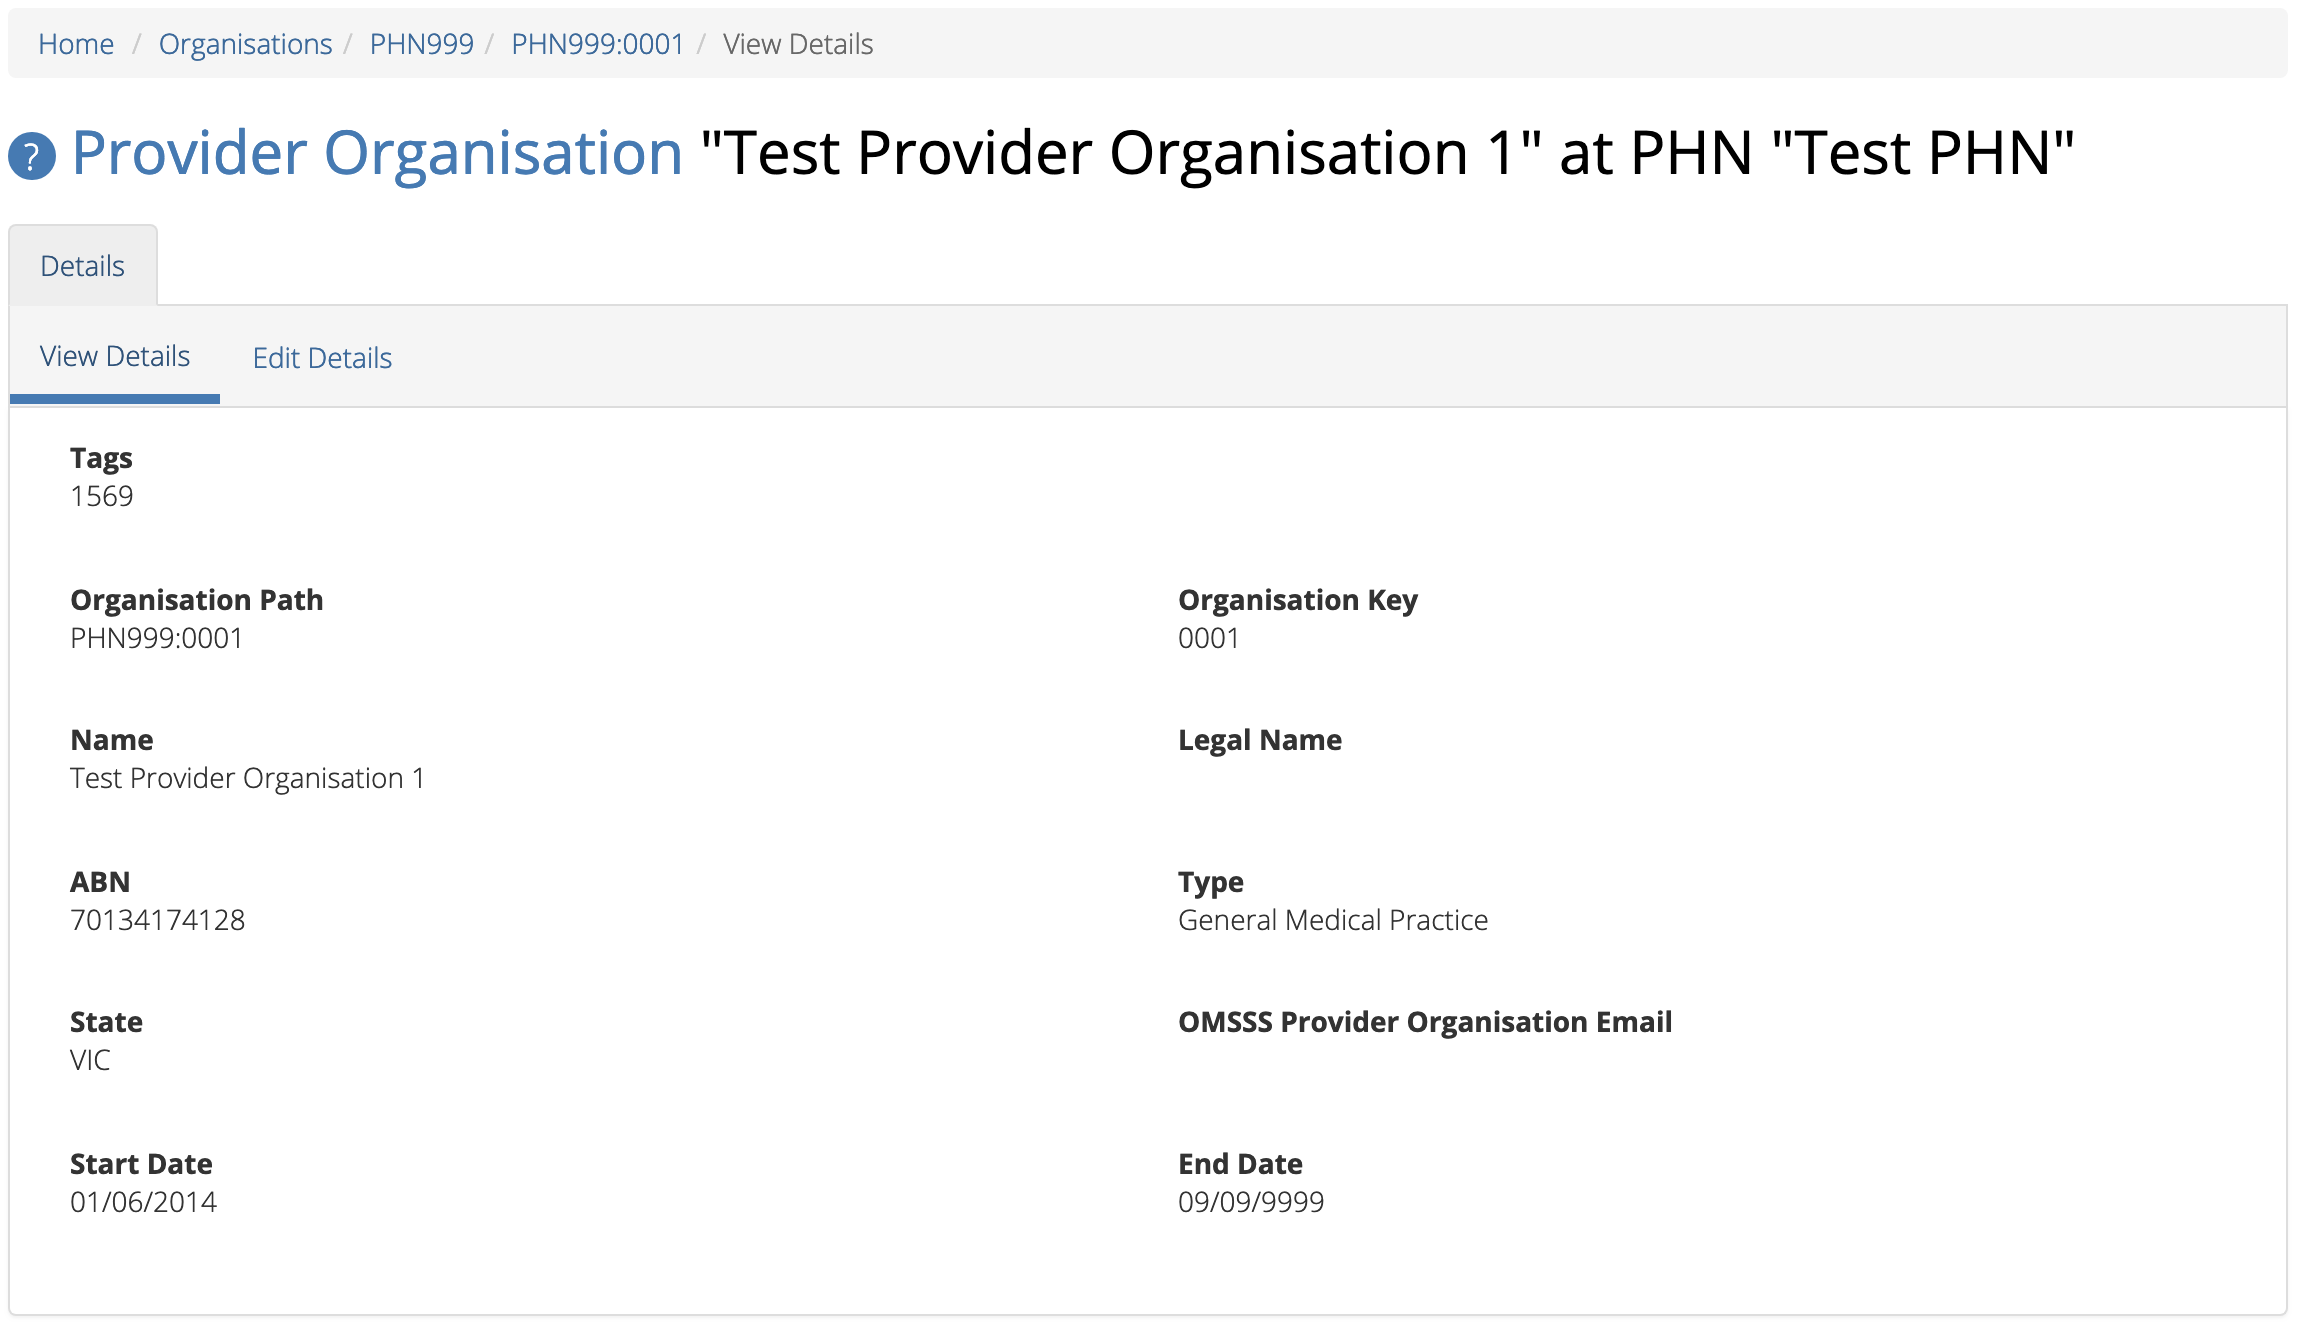 Home / Organisations / PHN999 / PHN999:0001 / View Details
? Provider Organisation "Test Provider Organisation 1" at PHN "Test PHN"
Details
View Details Edit Details
Tags
1569
Organisation Path Organisation Key
PHN999:0001 0001
Name Legal Name
Test Provider Organisation 1
ABN Type
70134174128 General Medical Practice
State OMSSS Provider Organisation Email
VIC
Start Date End Date
01/06/2014 09/09/9999